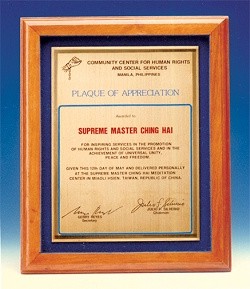 COMMUNITY CENTER FOR HUMAN RIGHTS
AND SOCIAL SERVICES
MANILA, PHILIPPINES
PLAQUE OF APPRECIATION
Awarded to
SUPREME MASTER CHING HAI
FOR INSPIRING SERVICES IN THE PROMOTION
OF HUMAN RIGHTS AND SOCIAL SERVICES AND IN THE
ACHIEVEMENT OF UNIVERSAL UNITY,
PEACE AND FREEDOM.
GIVEN THIS DAY OF MAY AND DELIVERED PERSONALLY
AT THE SUPREME MASTER CHING HAI MEDITATION
CENTER IN MIAOLI HSIEN, TAIWAN, REPUBLIC OF CHINA.
GERRY REYES
Secretary